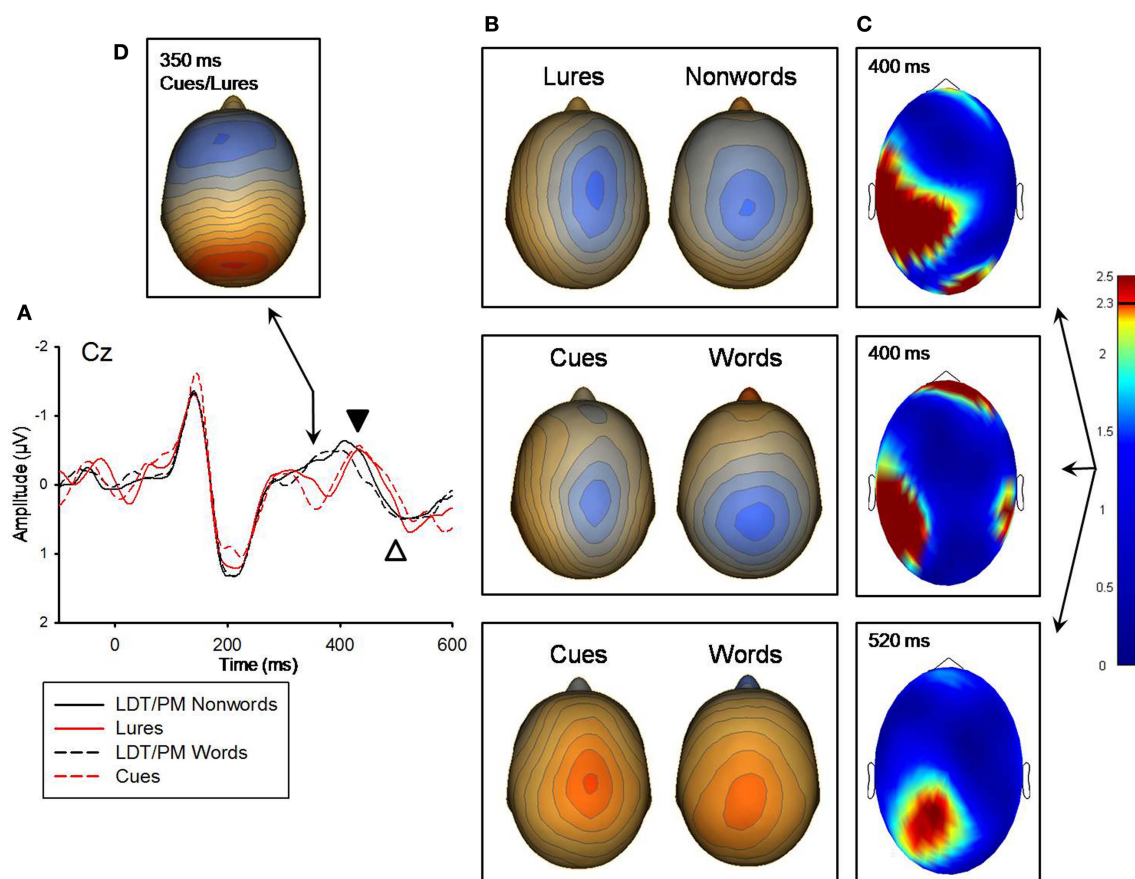 D
350 ms
Cues/Lures
B
Lures Nonwords
Cues Words
Cues Words
C
400 ms
400 ms
520 ms
2.5
2.3
2
1.5
1
0.5
0
A
Cz
Amplitude (µV)
-2
-1
0
1
2
0 200 400 600
Time (ms)
LDT/PM Nonwords
Lures
LDT/PM Words
Cues